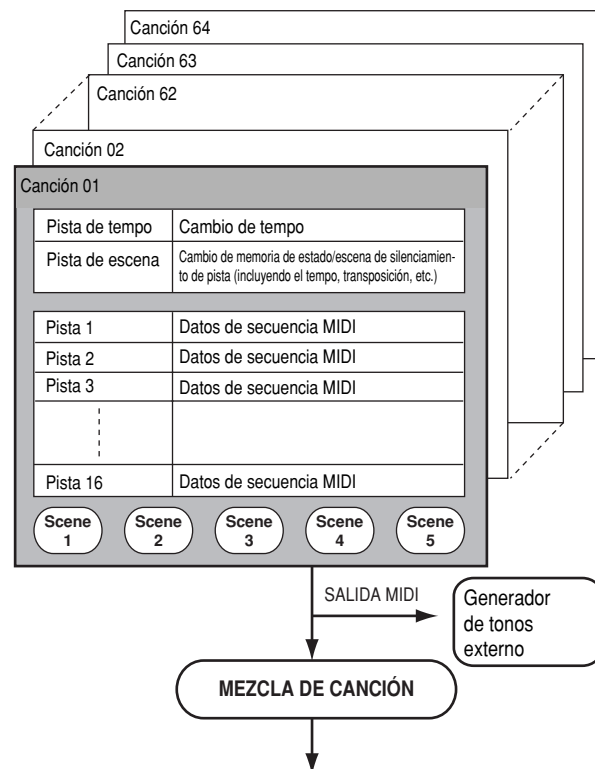 Canción 64
Canción 63
Canción 62
Canción 02
Canción 01
Pista de tempo Cambio de tempo
Pista de escena Cambio de memoria de estado/escena de silenciamien-
to de pista (incluyendo el tempo, transposición, etc.)
Pista 1 Datos de secuencia MIDI
Pista 2 Datos de secuencia MIDI
Pista 3 Datos de secuencia MIDI
Pista 16 Datos de secuencia MIDI
Scene 1
Scene 2
Scene 3
Scene 4
Scene 5
SALIDA MIDI
Generador
de tonos
externo
MEZCLA DE CANCIÓN